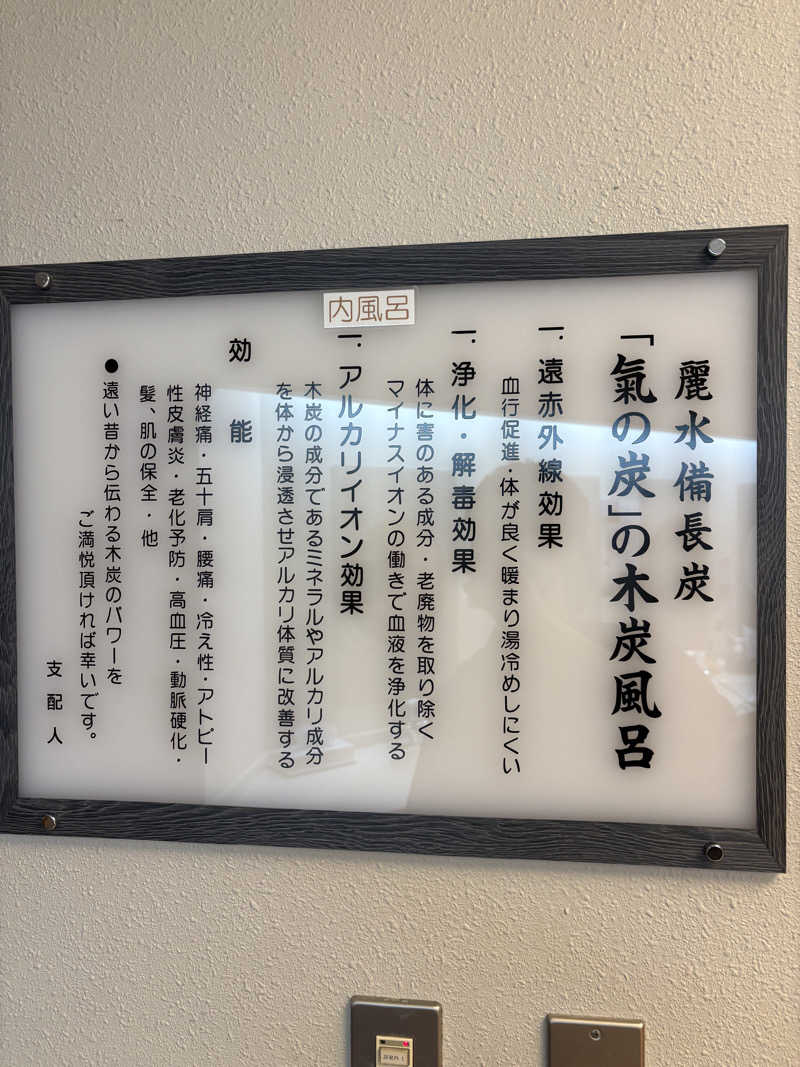 内風呂
麗水備長炭
「氣の炭」の木炭風呂
一.遠赤外線効果
血行促進・体が良く暖まり湯冷めしにくい
一.浄化・解毒効果
体に害のある成分・老廃物を取り除く
マイナスイオンの働きで血液を浄化する
一.アルカリイオン効果
木炭の成分であるミネラルやアルカリ成分
を体から浸透させアルカリ体質に改善する
効能
神経痛・五十肩・腰痛・冷え性・アトピー
性皮膚炎・老化予防・高血圧・動脈硬化・
髪、肌の保全・他
●遠い昔から伝わる木炭のパワーを
ご満悦頂ければ幸いです。
支配人